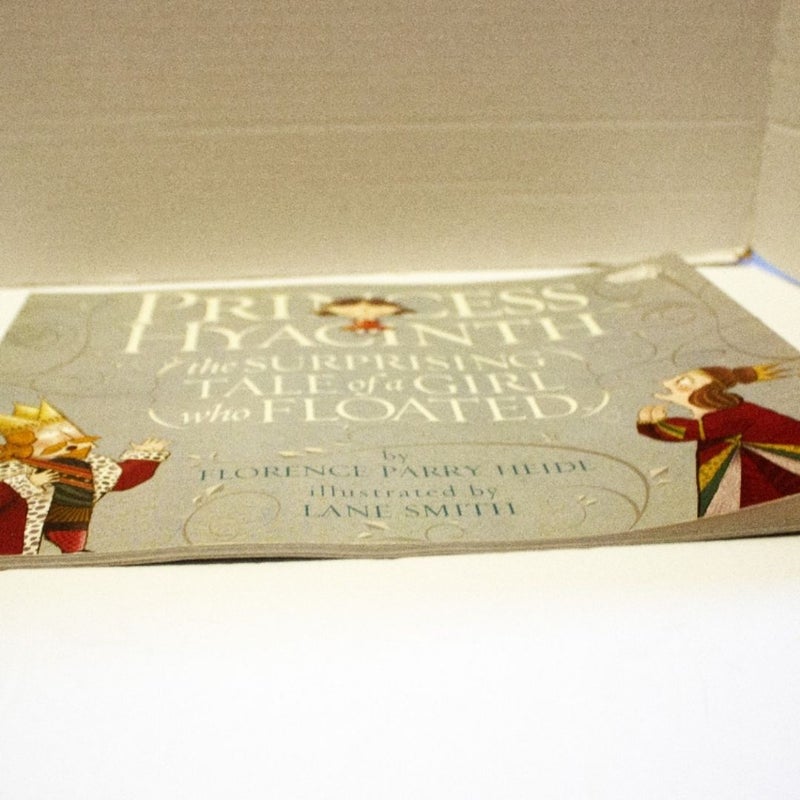 PRINCESS
HYACINTH
(the SURPRISING
TALE of a GIRL
(who FLOATED)
by
FLORENCE PARRY HEIDE
illustrated by
LANE SMITH